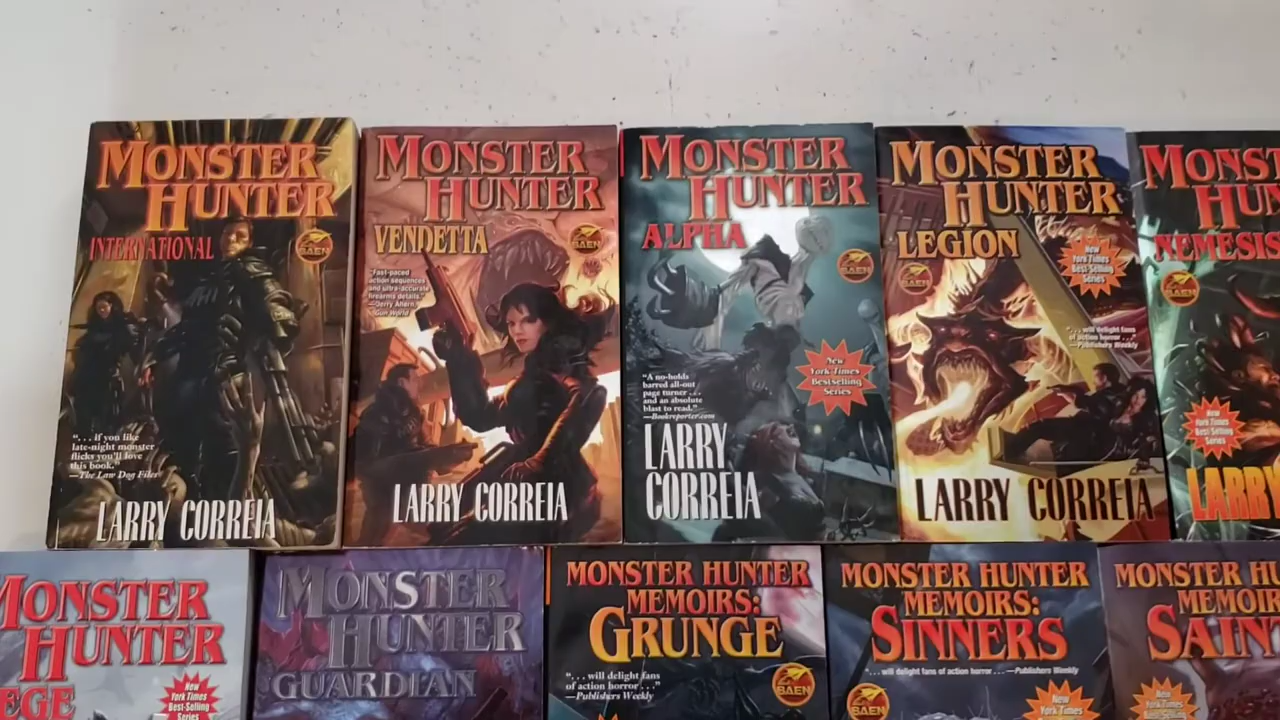 MONSTER
HUNTER
INTERNATIONAL
BAEN
"... if you like
late-night monster
flicks you'll love
this book."
—The Law Dog Files
LARRY CORREIA
MONSTER
HUNTER
VENDETTA
BAEN
"Fast-paced
action sequences
and ultra-accurate
firearms details."
—Jerry Ahern,
Gun World
LARRY CORREIA
MONSTER
HUNTER
ALPHA
BAEN
New
York Times
Bestselling
Series
"A no-holds
barred all-out
page turner ...
and an absolute
blast to read."
—Bookreporter.com
LARRY
CORREIA
MONSTER
HUNTER
LEGION
BAEN
New
York Times
Best-Selling
Series
"... will delight fans
of action horror ..."
—Publishers Weekly
LARRY CORREIA
MONST
HUN
NEMESIS
BAEN
New
York Times
Best-Selling
Series
LARRY
MONSTER
HUNTER
EGE
New
York Times
Best-Selling
Series
MONSTER
HUNTER
GUARDIAN
MONSTER HUNTER
MEMOIRS:
GRUNGE
"... will delight fans
of action horror ..."
—Publishers Weekly
BAEN
MONSTER HUNTER
MEMOIRS:
SINNERS
"... will delight fans of action horror ... —Publishers Weekly
BAEN
New
York Times
MONSTER HU
MEMOIR
SAINT
BAEN
New
York Times